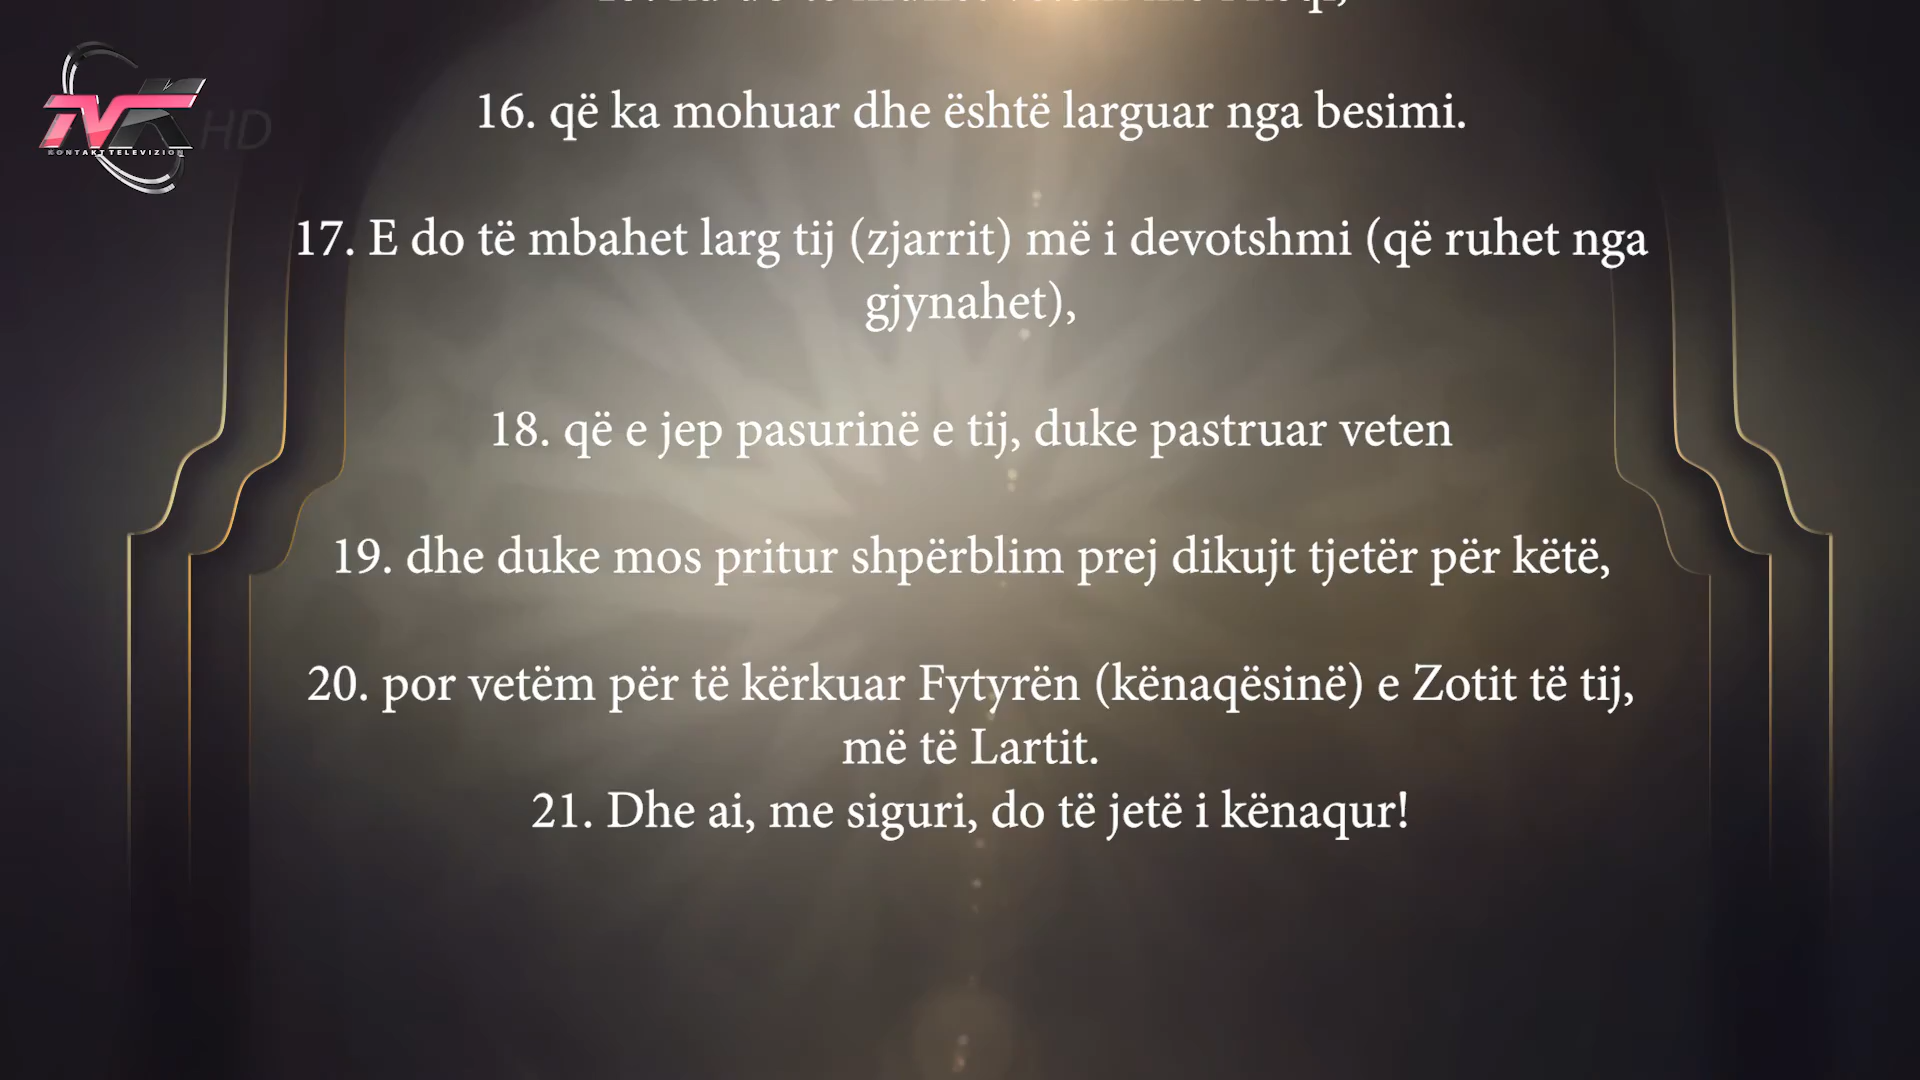 HD
KONTAKT TELEVIZION
16. që ka mohuar dhe është larguar nga besimi.
17. E do të mbahet larg tij (zjarrit) më i devotshmi (që ruhet nga
gjynahet),
18. që e jep pasurinë e tij, duke pastruar veten
19. dhe duke mos pritur shpërblim prej dikujt tjetër për këtë,
20. por vetëm për të kërkuar Fytyrën (kënaqësinë) e Zotit të tij,
më të Lartit.
21. Dhe ai, me siguri, do të jetë i kënaqur!